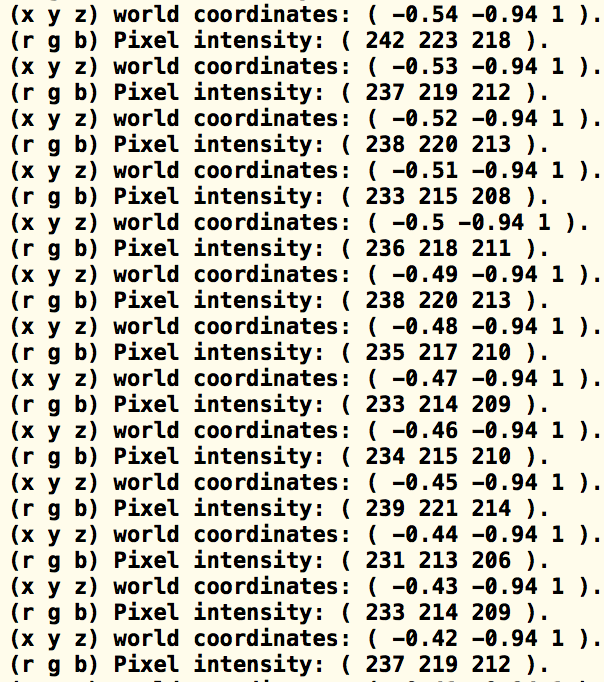 (x y z) world coordinates: ( -0.54 -0.94 1 ).
(r g b) Pixel intensity: ( 242 223 218 ).
(x y z) world coordinates: ( -0.53 -0.94 1 ).
(r g b) Pixel intensity: ( 237 219 212 ).
(x y z) world coordinates: ( -0.52 -0.94 1 ).
(r g b) Pixel intensity: ( 238 220 213 ).
(x y z) world coordinates: ( -0.51 -0.94 1 ).
(r g b) Pixel intensity: ( 233 215 208 ).
(x y z) world coordinates: ( -0.5 -0.94 1 ).
(r g b) Pixel intensity: ( 236 218 211 ).
(x y z) world coordinates: ( -0.49 -0.94 1 ).
(r g b) Pixel intensity: ( 238 220 213 ).
(x y z) world coordinates: ( -0.48 -0.94 1 ).
(r g b) Pixel intensity: ( 235 217 210 ).
(x y z) world coordinates: ( -0.47 -0.94 1 ).
(r g b) Pixel intensity: ( 233 214 209 ).
(x y z) world coordinates: ( -0.46 -0.94 1 ).
(r g b) Pixel intensity: ( 234 215 210 ).
(x y z) world coordinates: ( -0.45 -0.94 1 ).
(r g b) Pixel intensity: ( 239 221 214 ).
(x y z) world coordinates: ( -0.44 -0.94 1 ).
(r g b) Pixel intensity: ( 231 213 206 ).
(x y z) world coordinates: ( -0.43 -0.94 1 ).
(r g b) Pixel intensity: ( 233 214 209 ).
(x y z) world coordinates: ( -0.42 -0.94 1 ).
(r g b) Pixel intensity: ( 237 219 212 ).